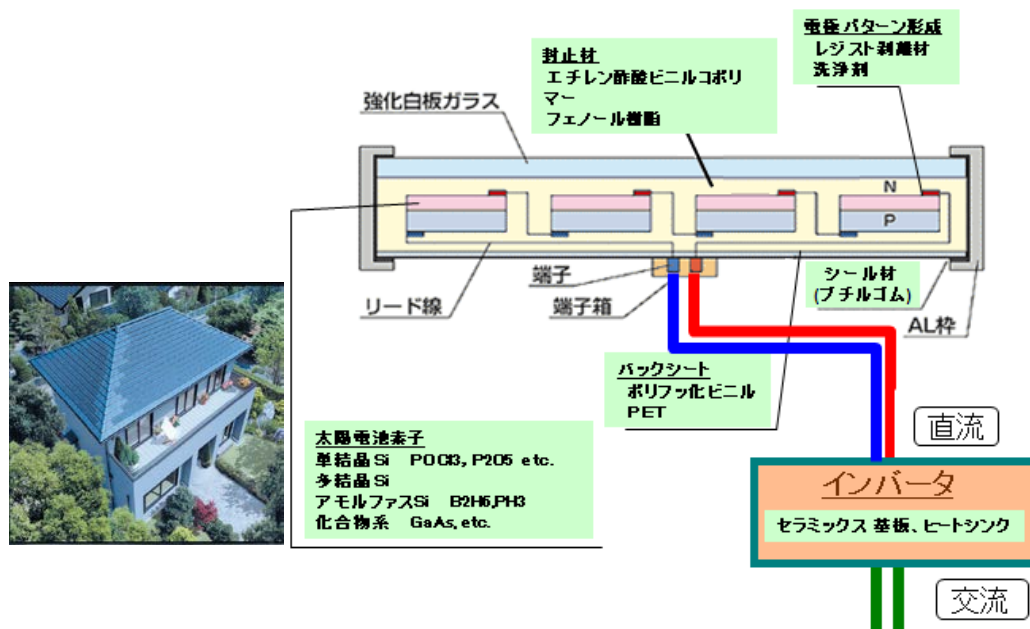 電極パターン形成
レジスト剥離材
洗浄剤
封止材
エチレン酢酸ビニルコポリ
マー
フェノール樹脂
強化白板ガラス
N
P
端子
リード線
端子箱
シール材
(ブチルゴム)
AL枠
バックシート
ポリフッ化ビニル
PET
太陽電池素子
単結晶Si POCl3, P2O5 etc.
多結晶Si
アモルファスSi B2H6,PH3
化合物系 GaAs, etc.
直流
インバータ
セラミックス基板、ヒートシンク
交流